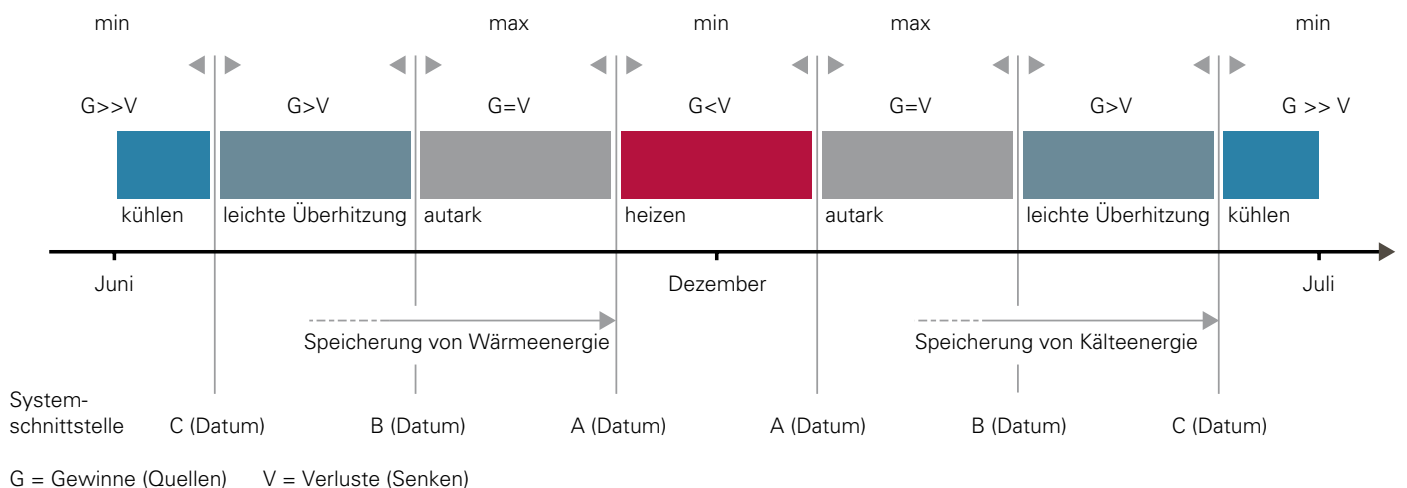 min max min max min
G>>V G>V G=V G<V G=V G>V G >> V
kühlen leichte Überhitzung autark heizen autark leichte Überhitzung kühlen
Juni Dezember Juli
Speicherung von Wärmeenergie Speicherung von Kälteenergie
System-
schnittstelle C (Datum) B (Datum) A (Datum) A (Datum) B (Datum) C (Datum)
G = Gewinne (Quellen) V = Verluste (Senken)